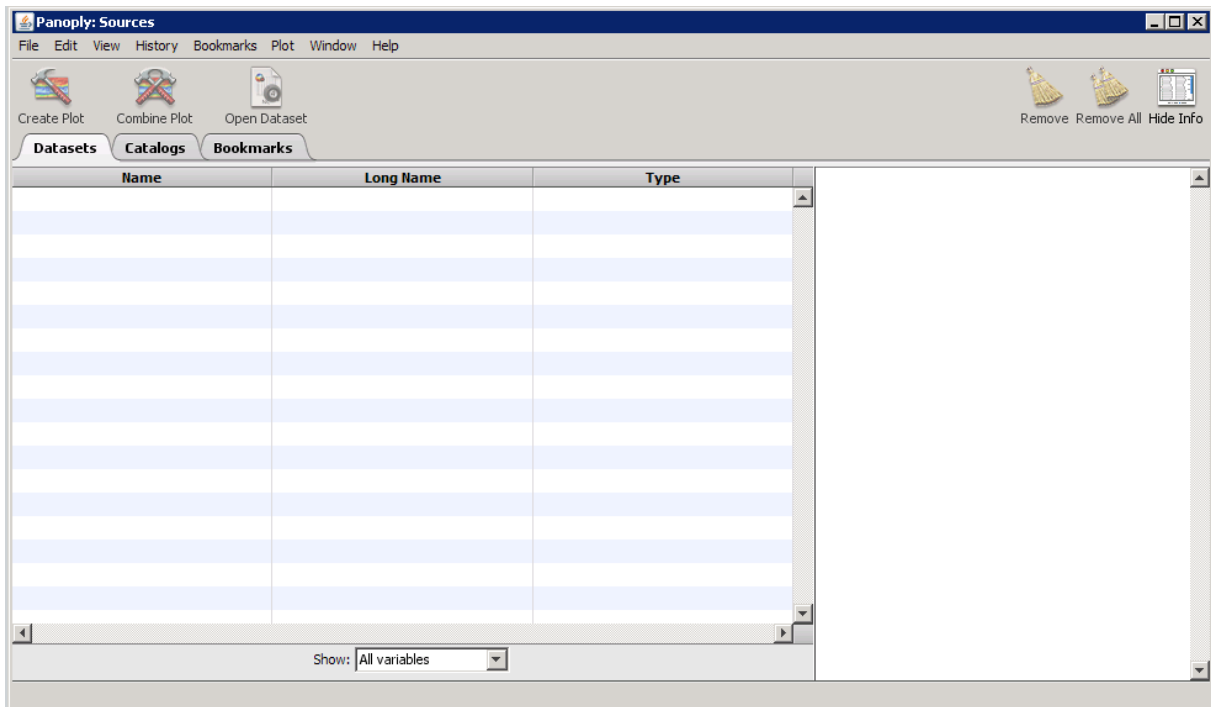 Panoply: Sources
File Edit View History Bookmarks Plot Window Help
Create Plot Combine Plot Open Dataset Remove Remove All Hide Info
Datasets Catalogs Bookmarks
Name Long Name Type
Show: All variables